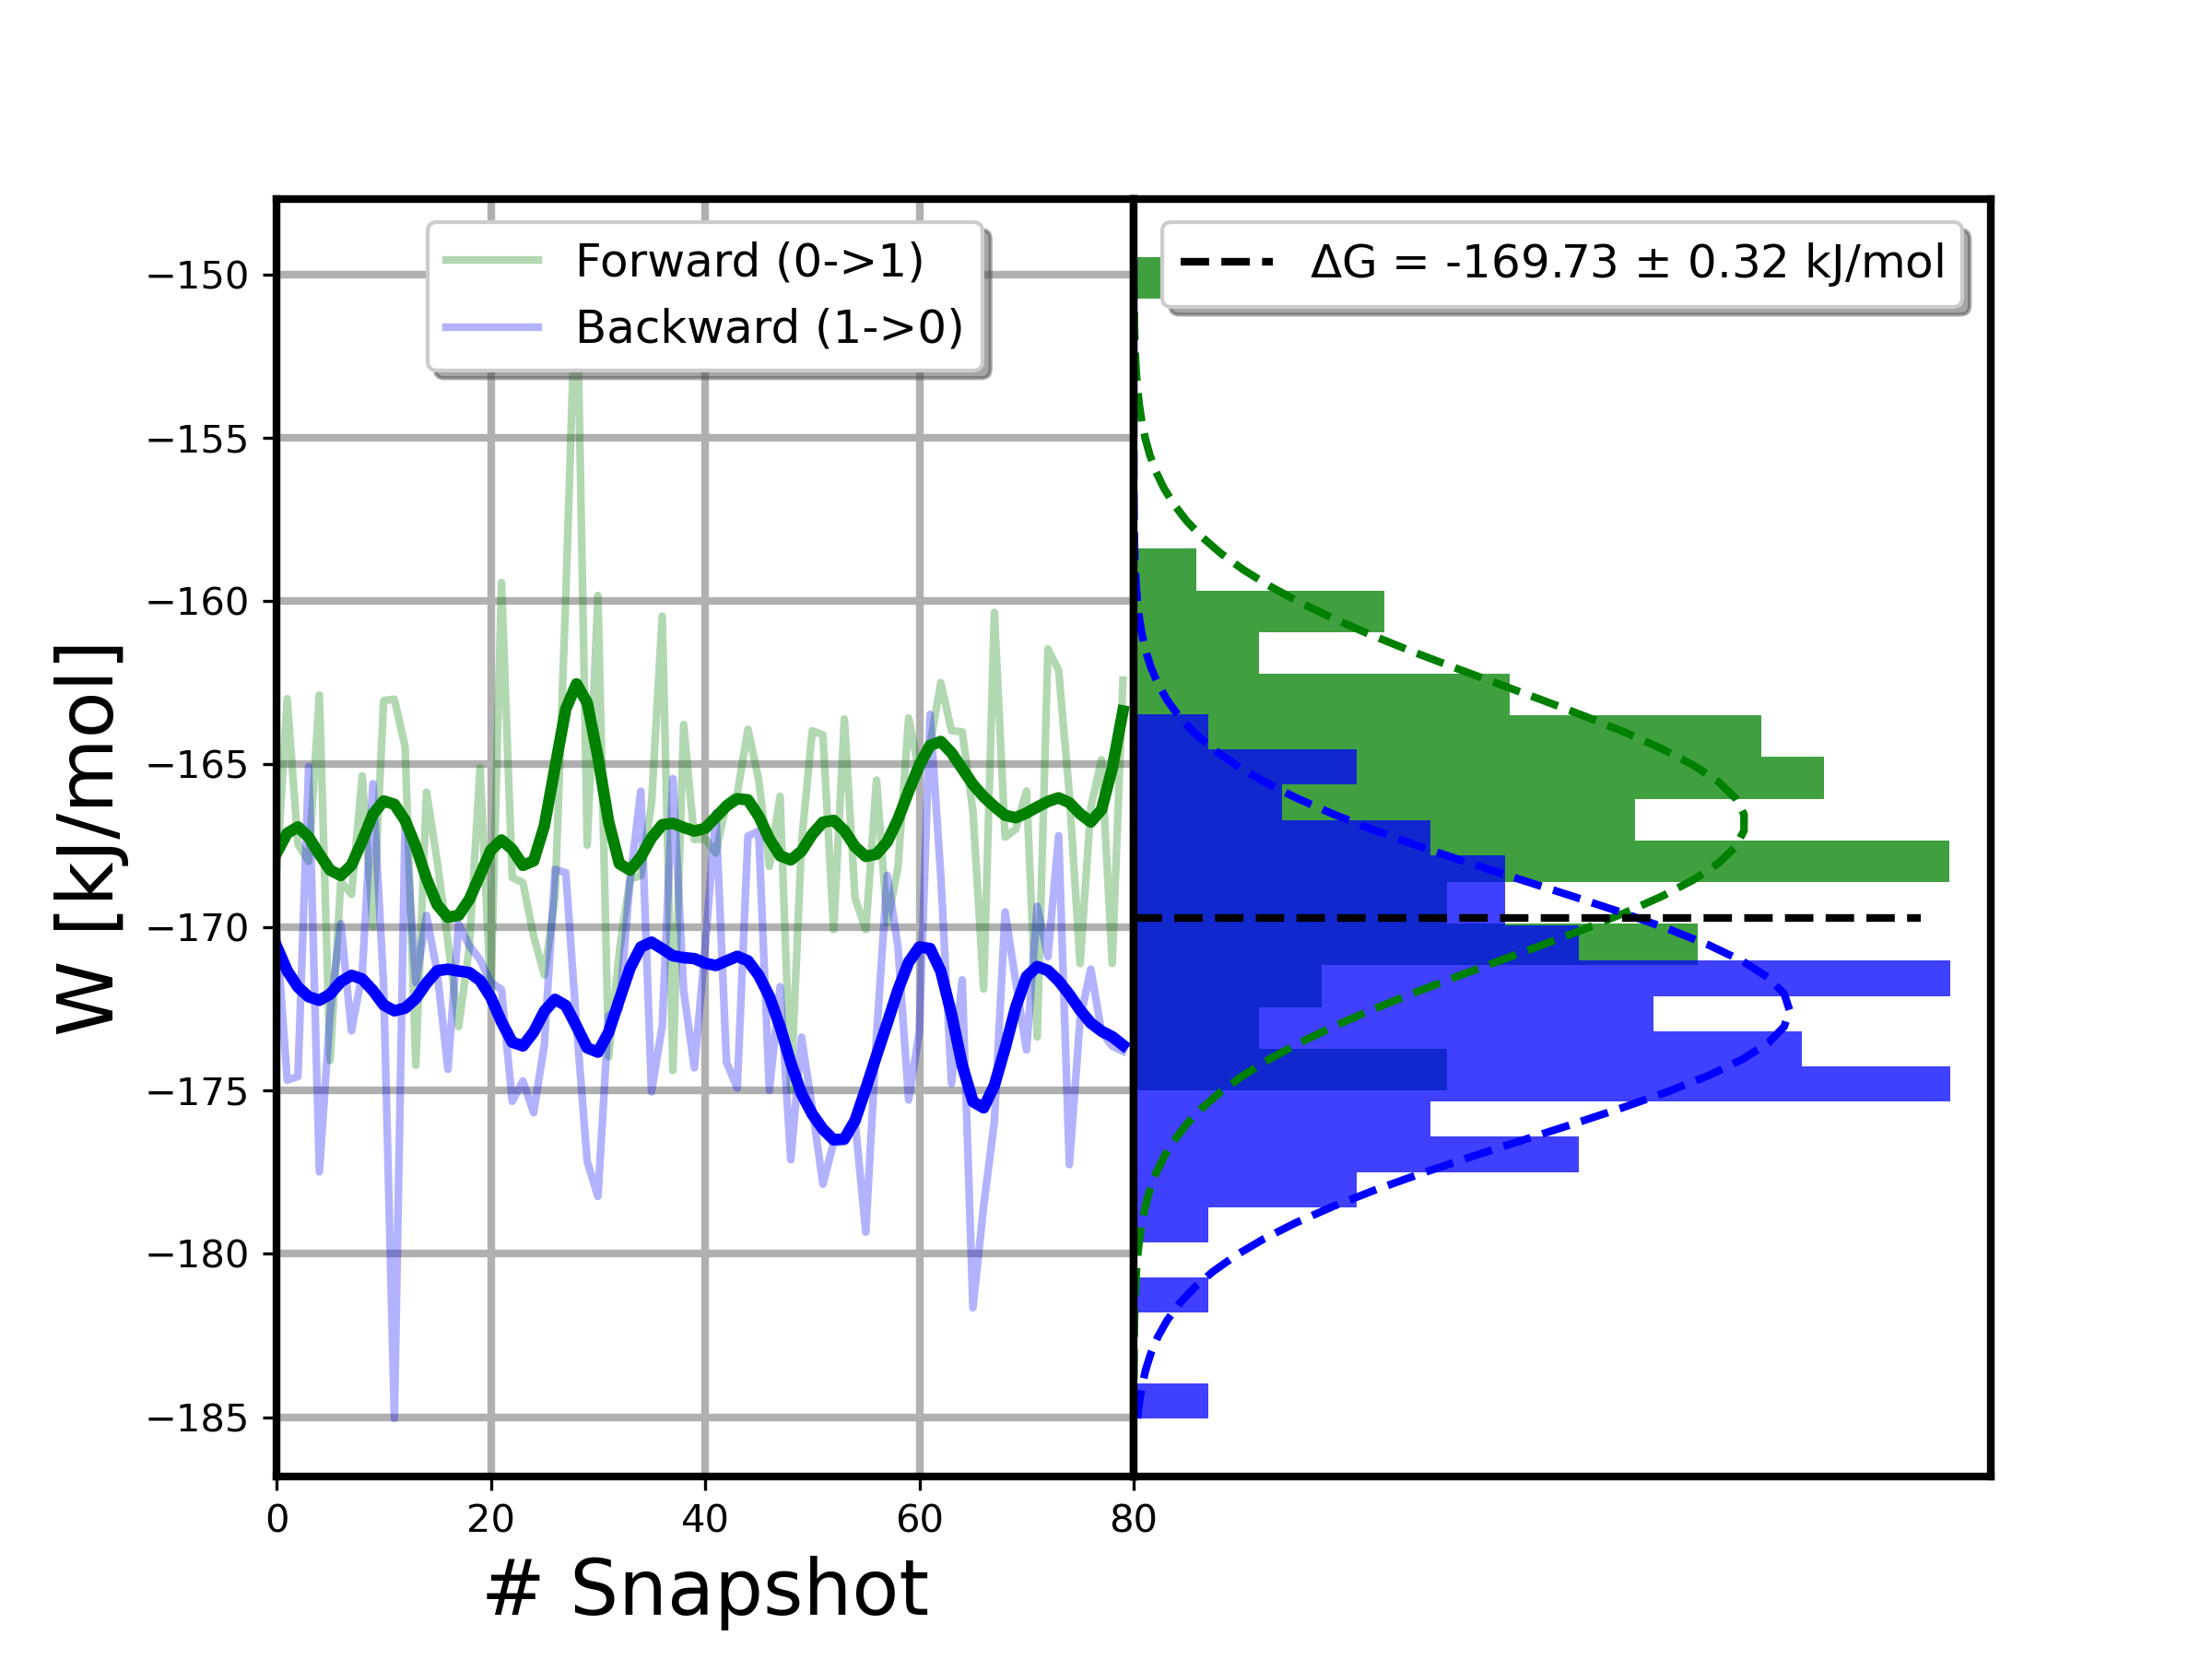 Forward (0->1)
Backward (1->0)
ΔG = -169.73 ± 0.32 kJ/mol
W [kJ/mol]
−150
−155
−160
−165
−170
−175
−180
−185
0 20 40 60 80
# Snapshot